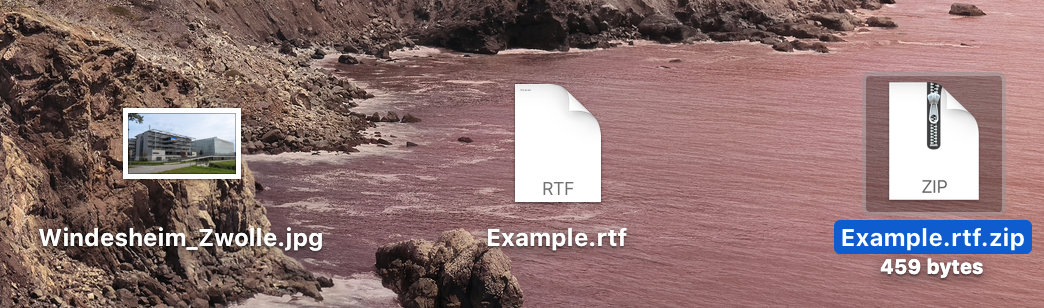 RTF
ZIP
Windesheim_Zwolle.jpg
Example.rtf
Example.rtf.zip
459 bytes